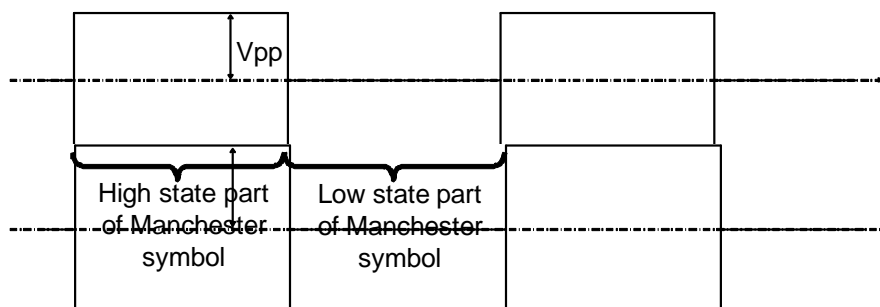 Vpp
High state part
of Manchester
symbol
Low state part
of Manchester
symbol